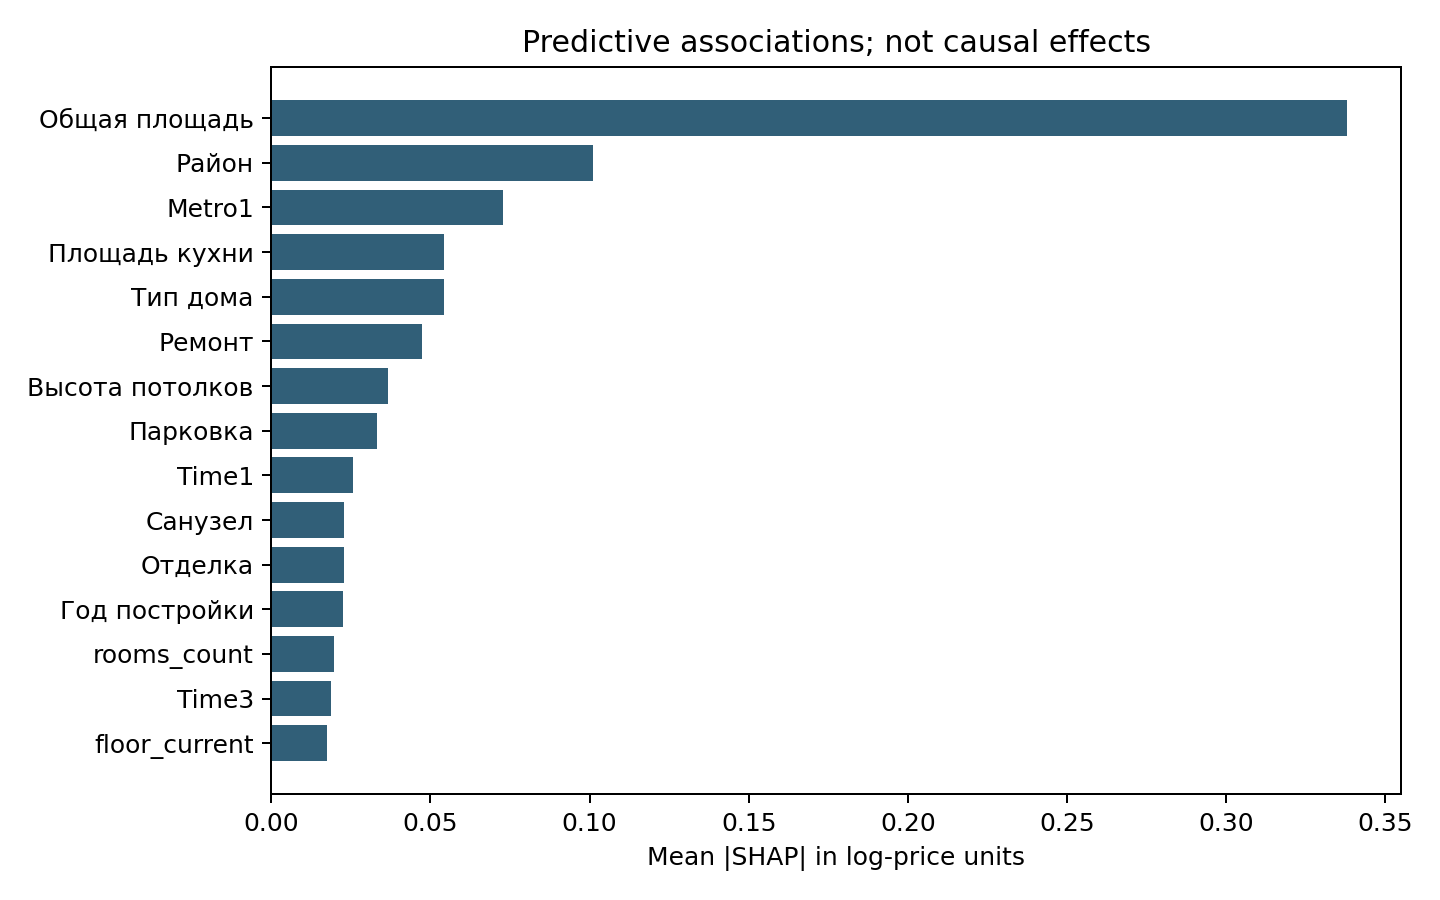 Predictive associations; not causal effects
Общая площадь
Район
Metro1
Площадь кухни
Тип дома
Ремонт
Высота потолков
Парковка
Time1
Санузел
Отделка
Год постройки
rooms_count
Time3
floor_current
0.00 0.05 0.10 0.15 0.20 0.25 0.30 0.35
Mean |SHAP| in log-price units